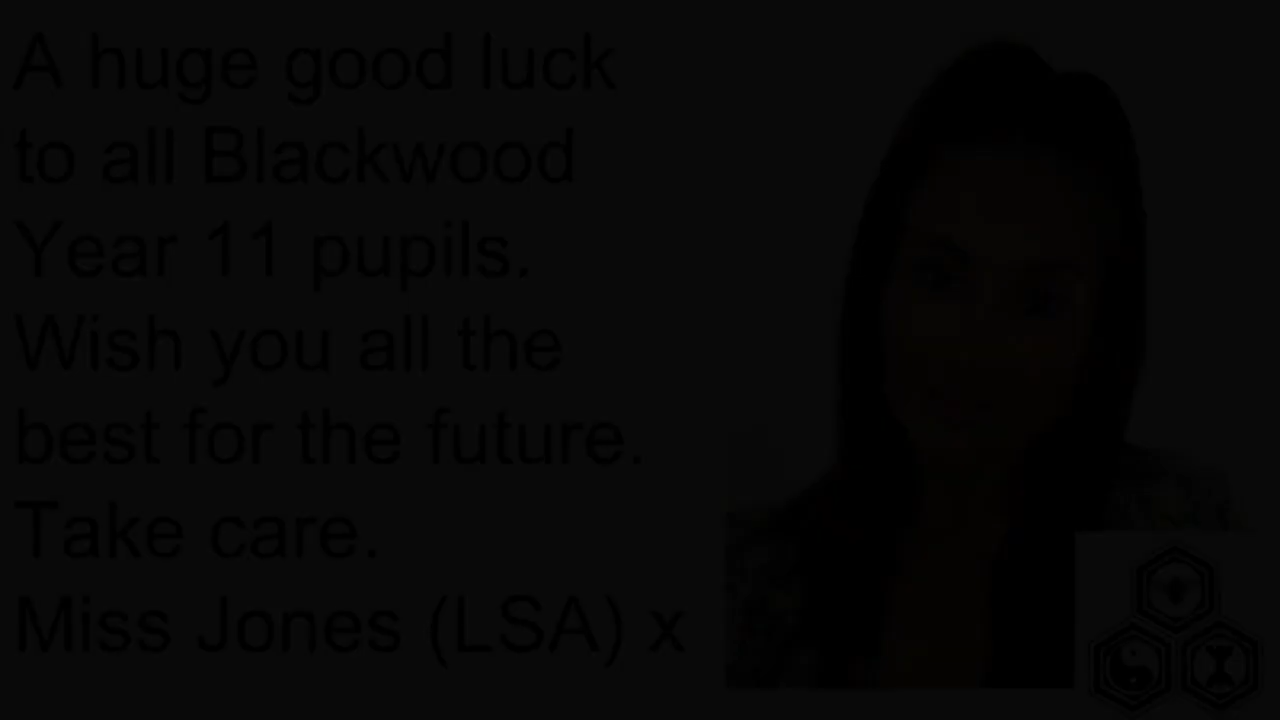 A huge good luck
to all Blackwood
Year 11 pupils.
Wish you all the
best for the future.
Take care.
Miss Jones (LSA) x